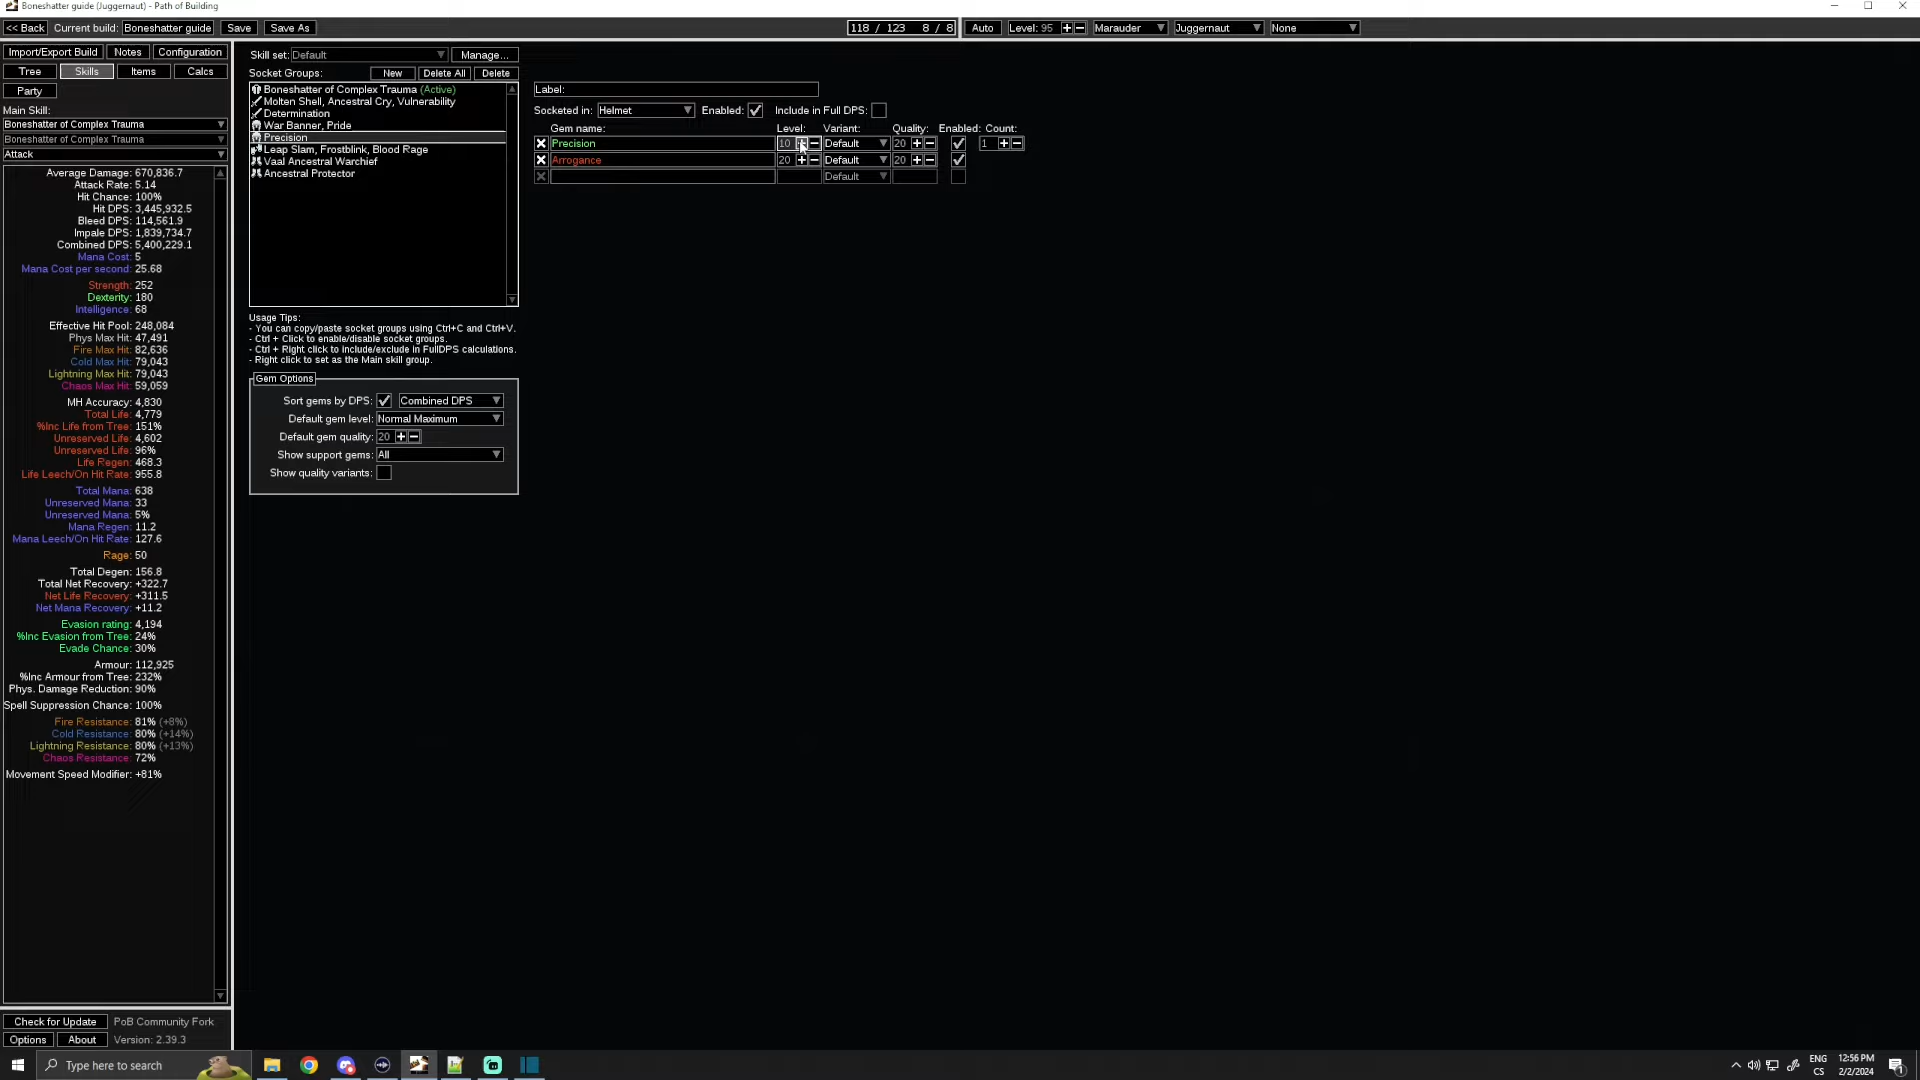 Boneshatter guide (Juggernaut) - Path of Building
<< Back Current build: Boneshatter guide Save Save As 118 / 123 8 / 8 Auto Level: 95 + − Marauder Juggernaut None
Import/Export Build Notes Configuration
Tree Skills Items Calcs
Party
Main Skill:
Boneshatter of Complex Trauma
Boneshatter of Complex Trauma
Attack
Average Damage: 670,836.7
Attack Rate: 5.14
Hit Chance: 100%
Hit DPS: 3,445,932.5
Bleed DPS: 114,561.9
Impale DPS: 1,839,734.7
Combined DPS: 5,400,229.1
Mana Cost: 5
Mana Cost per second: 25.68
Strength: 252
Dexterity: 180
Intelligence: 68
Effective Hit Pool: 248,084
Phys Max Hit: 47,491
Fire Max Hit: 82,636
Cold Max Hit: 79,043
Lightning Max Hit: 79,043
Chaos Max Hit: 59,059
MH Accuracy: 4,830
Total Life: 4,779
%Inc Life from Tree: 151%
Unreserved Life: 4,602
Unreserved Life: 96%
Life Regen: 468.3
Life Leech/On Hit Rate: 955.8
Total Mana: 638
Unreserved Mana: 33
Unreserved Mana: 5%
Mana Regen: 11.2
Mana Leech/On Hit Rate: 127.6
Rage: 50
Total Degen: 156.8
Total Net Recovery: +322.7
Net Life Recovery: +311.5
Net Mana Recovery: +11.2
Evasion rating: 4,194
%Inc Evasion from Tree: 24%
Evade Chance: 30%
Armour: 112,925
%Inc Armour from Tree: 232%
Phys. Damage Reduction: 90%
Spell Suppression Chance: 100%
Fire Resistance: 81% (+8%)
Cold Resistance: 80% (+14%)
Lightning Resistance: 80% (+13%)
Chaos Resistance: 72%
Movement Speed Modifier: +81%
Check for Update PoB Community Fork
Options About Version: 2.39.3
Skill set: Default Manage...
Socket Groups: New Delete All Delete
Boneshatter of Complex Trauma (Active)
Molten Shell, Ancestral Cry, Vulnerability
Determination
War Banner, Pride
Precision
Leap Slam, Frostblink, Blood Rage
Vaal Ancestral Warchief
Ancestral Protector
Usage Tips:
- You can copy/paste socket groups using Ctrl+C and Ctrl+V.
- Ctrl + Click to enable/disable socket groups.
- Ctrl + Right click to include/exclude in FullDPS calculations.
- Right click to set as the Main skill group.
Gem Options
Sort gems by DPS: Combined DPS
Default gem level: Normal Maximum
Default gem quality: 20 + −
Show support gems: All
Show quality variants:
Label:
Socketed in: Helmet Enabled: Include in Full DPS:
Gem name: Level: Variant: Quality: Enabled: Count:
Precision 10 + − Default 20 + − 1 + −
Arrogance 20 + − Default 20 + −
Default
Type here to search
ENG 12:56 PM
CS 2/2/2024
1